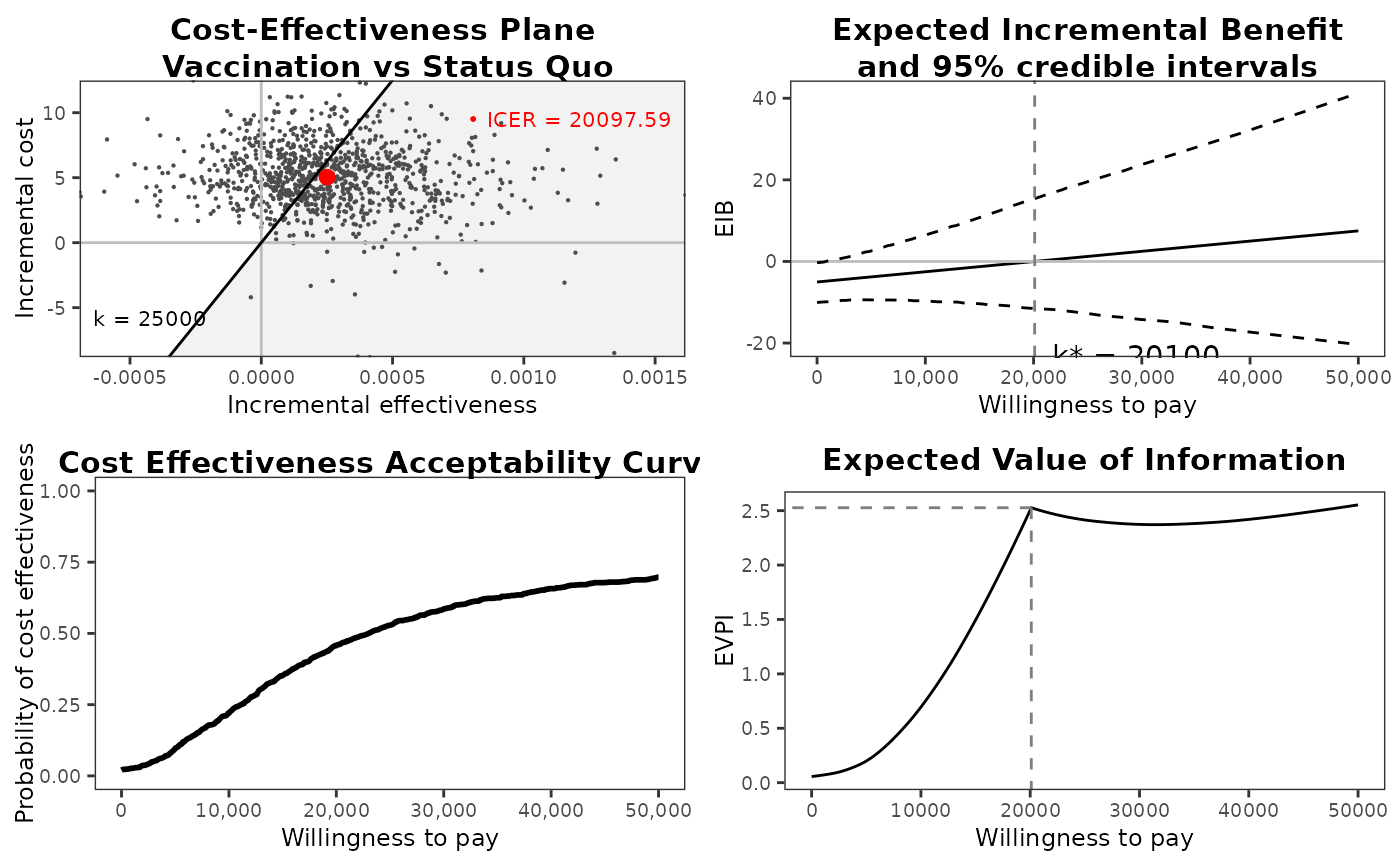 Cost-Effectiveness Plane
Vaccination vs Status Quo
10
5
0
-5
Incremental cost
• ICER = 20097.59
k = 25000
-0.0005
0.0000
0.0005
0.0010
0.0015
Incremental effectiveness
Expected Incremental Benefit
and 95% credible intervals
40
20
0
-20
EIB
k* = 20100
0
10,000
20,000
30,000
40,000
50,000
Willingness to pay
Cost Effectiveness Acceptability Curv
1.00
0.75
0.50
0.25
0.00
Probability of cost effectiveness
0
10,000
20,000
30,000
40,000
50,000
Willingness to pay
Expected Value of Information
2.5
2.0
1.5
1.0
0.5
0.0
EVPI
0
10000
20000
30000
40000
50000
Willingness to pay